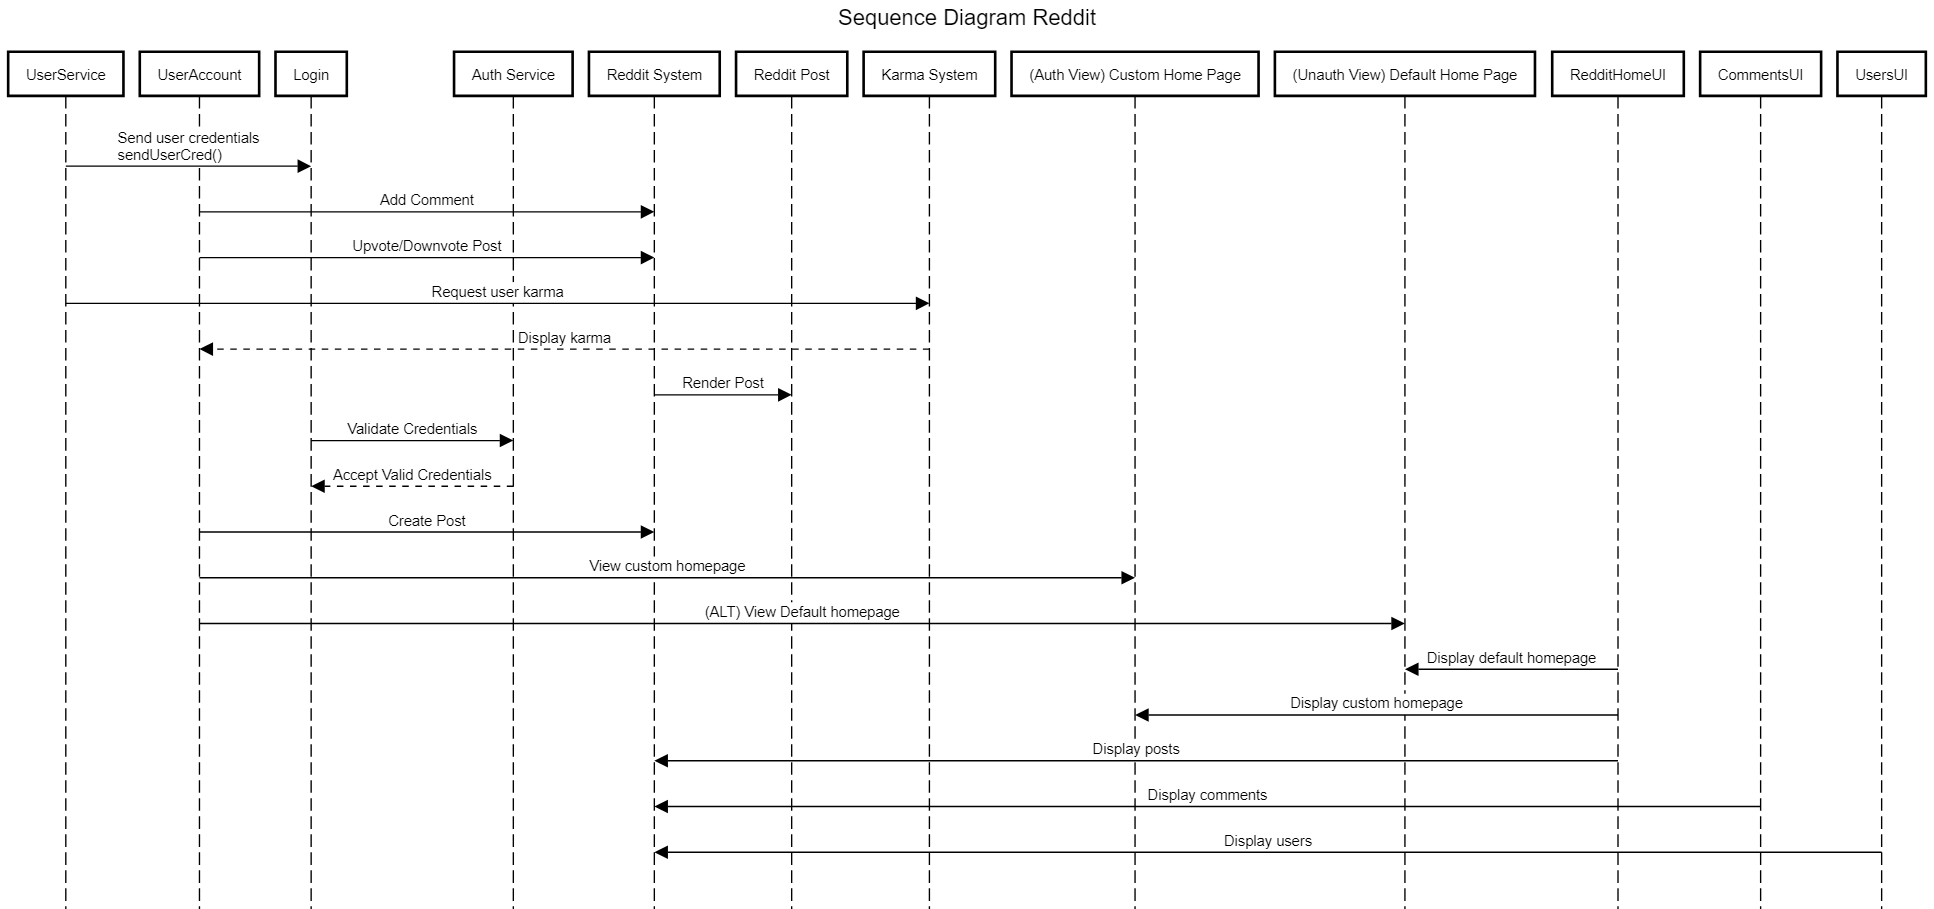 Sequence Diagram Reddit
UserService
UserAccount
Login
Auth Service
Reddit System
Reddit Post
Karma System
(Auth View) Custom Home Page
(Unauth View) Default Home Page
RedditHomeUI
CommentsUI
UsersUI
Send user credentials
sendUserCred()
Add Comment
Upvote/Downvote Post
Request user karma
Display karma
Render Post
Validate Credentials
Accept Valid Credentials
Create Post
View custom homepage
(ALT) View Default homepage
Display default homepage
Display custom homepage
Display posts
Display comments
Display users